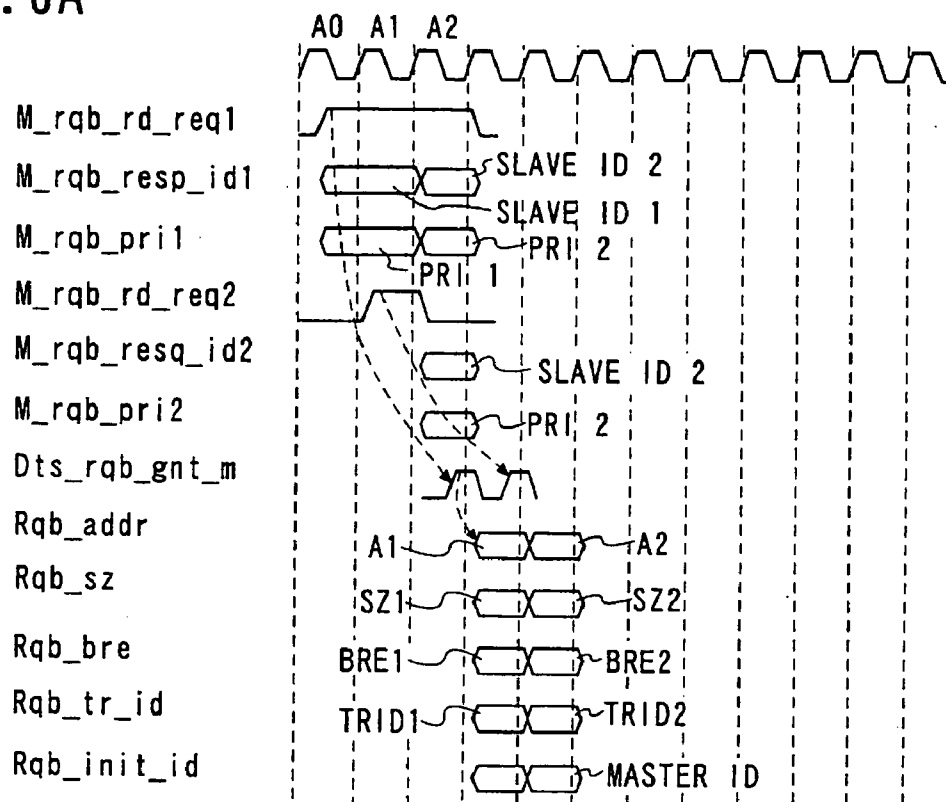 A0 A1 A2
M_rqb_rd_req1
M_rqb_resp_id1
SLAVE ID 2
SLAVE ID 1
M_rqb_pri1
PRI 2
PRI 1
M_rqb_rd_req2
M_rqb_resq_id2
SLAVE ID 2
M_rqb_pri2
PRI 2
Dts_rqb_gnt_m
Rqb_addr
A1
A2
Rqb_sz
SZ1
SZ2
Rqb_bre
BRE1
BRE2
Rqb_tr_id
TRID1
TRID2
Rqb_init_id
MASTER ID